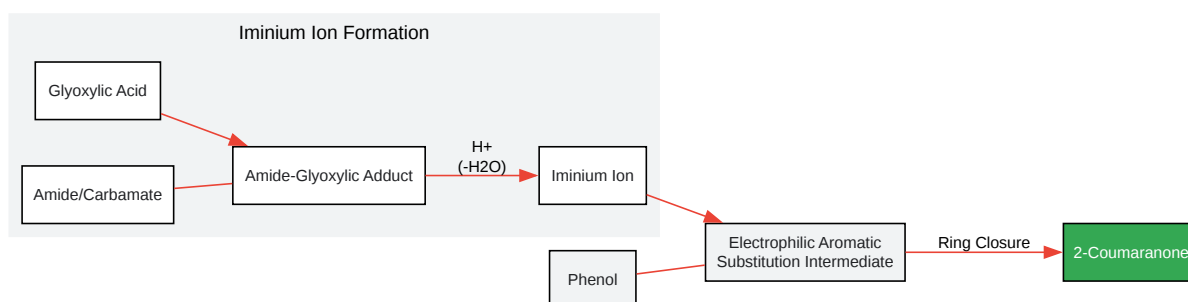 Iminium Ion Formation
Glyoxylic Acid
Amide/Carbamate
Amide-Glyoxylic Adduct
H+
(-H2O)
Iminium Ion
Phenol
Electrophilic Aromatic
Substitution Intermediate
Ring Closure
2-Coumaranone